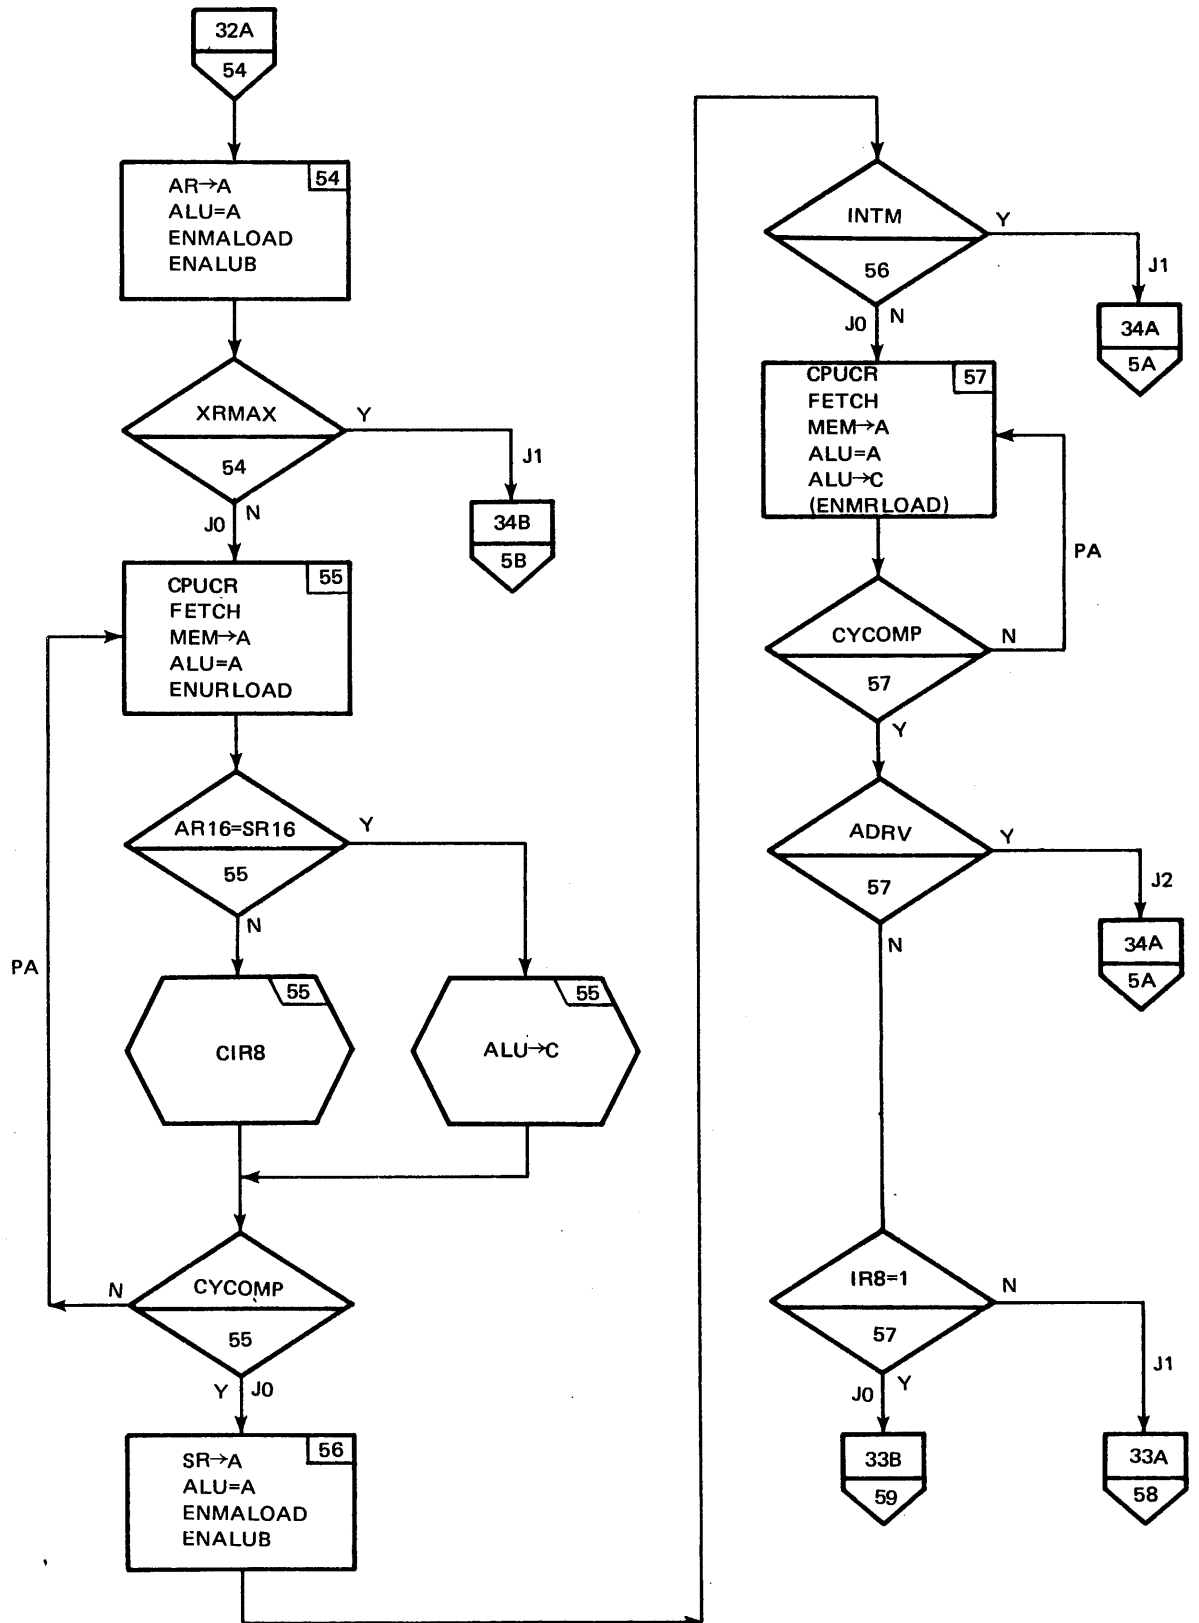 32A
54
54
AR→A
ALU=A
ENMALOAD
ENALUB
XRMAX
54
Y
J1
34B
5B
J0
N
55
CPUCR
FETCH
MEM→A
ALU=A
ENURLOAD
AR16=SR16
55
Y
N
PA
55
CIR8
55
ALU→C
CYCOMP
55
N
Y
J0
56
SR→A
ALU=A
ENMALOAD
ENALUB
INTM
56
Y
J1
34A
5A
J0
N
57
CPUCR
FETCH
MEM→A
ALU=A
ALU→C
(ENMRLOAD)
PA
CYCOMP
57
N
Y
ADRV
57
Y
J2
34A
5A
N
IR8=1
57
N
J1
J0
Y
33B
59
33A
58